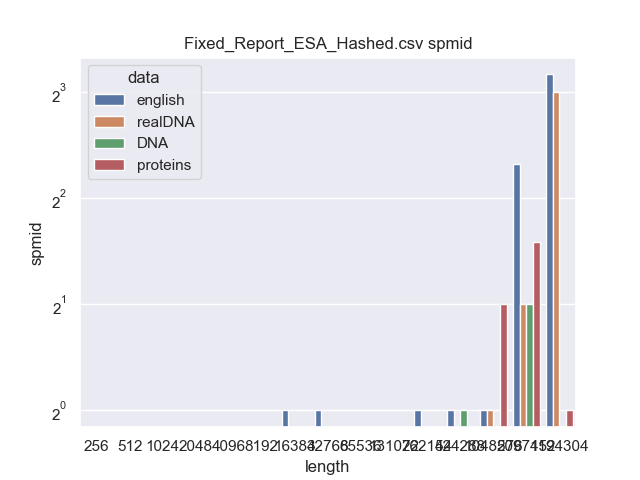 Fixed_Report_ESA_Hashed.csv spmid
data
english
realDNA
DNA
proteins
2^3
2^2
2^1
2^0
spmid
256 512 1024 2048 4096 8192 16384 32768 65536 131072 262144 524288 1048576 2097152 4194304
length